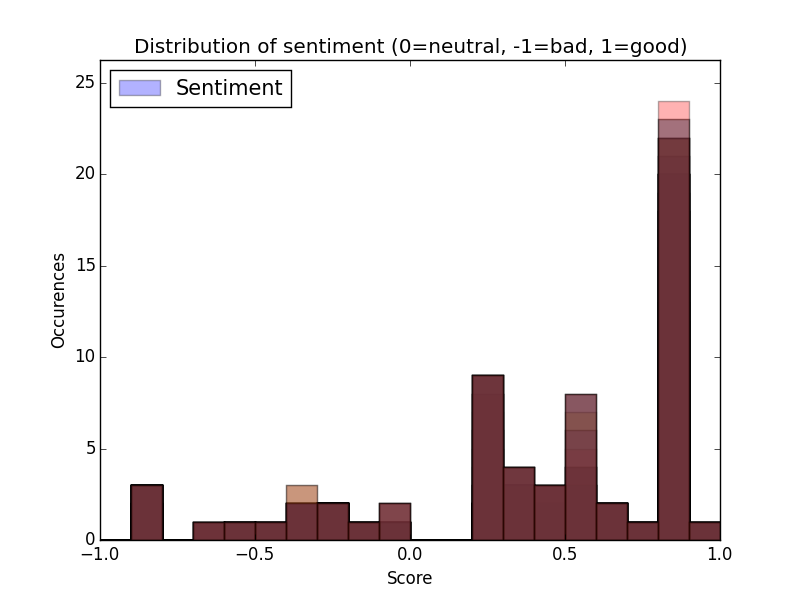 Distribution of sentiment (0=neutral, -1=bad, 1=good)
Sentiment
25
20
15
10
5
0
Occurences
−1.0 −0.5 0.0 0.5 1.0
Score